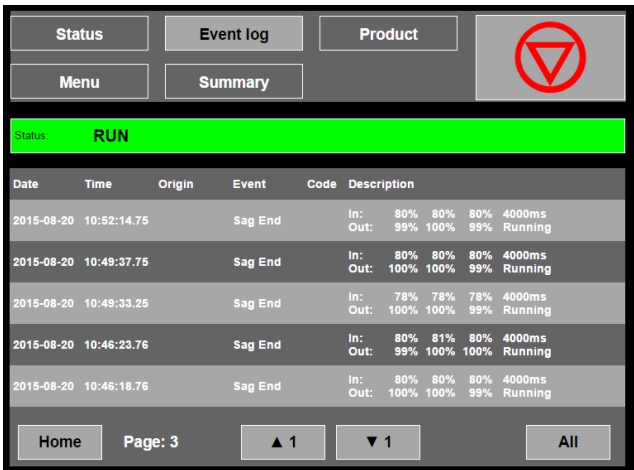 Status Event log Product
Menu Summary
Status: RUN
Date Time Origin Event Code Description
2015-08-20 10:52:14.75 Sag End In: 80% 80% 80% 4000ms
Out: 99% 100% 99% Running
2015-08-20 10:49:37.75 Sag End In: 80% 80% 80% 4000ms
Out: 100% 100% 99% Running
2015-08-20 10:49:33.25 Sag End In: 78% 78% 78% 4000ms
Out: 100% 100% 99% Running
2015-08-20 10:46:23.76 Sag End In: 80% 81% 80% 4000ms
Out: 99% 100% 100% Running
2015-08-20 10:46:18.76 Sag End In: 80% 80% 80% 4000ms
Out: 100% 100% 99% Running
Home Page: 3 ▲ 1 ▼ 1 All